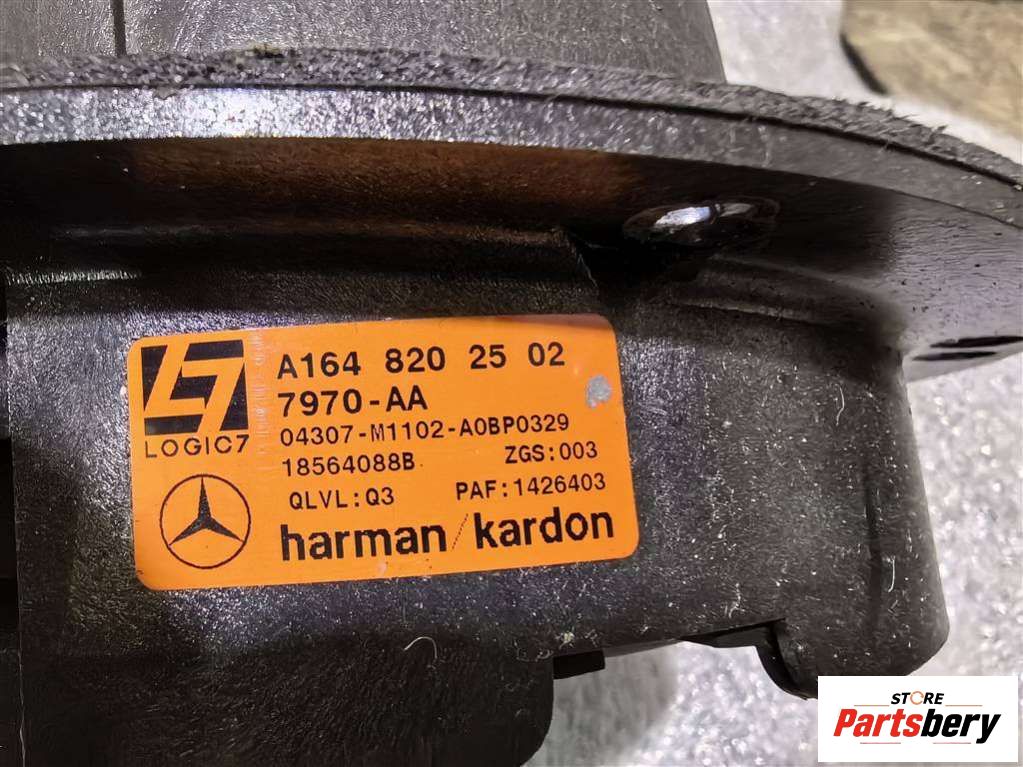 A164 820 25 02
7970-AA
LOGIC7
04307-M1102-A0BP0329
18564088B ZGS:003
QLVL:Q3 PAF:1426403
harman/kardon
STORE
Partsbery